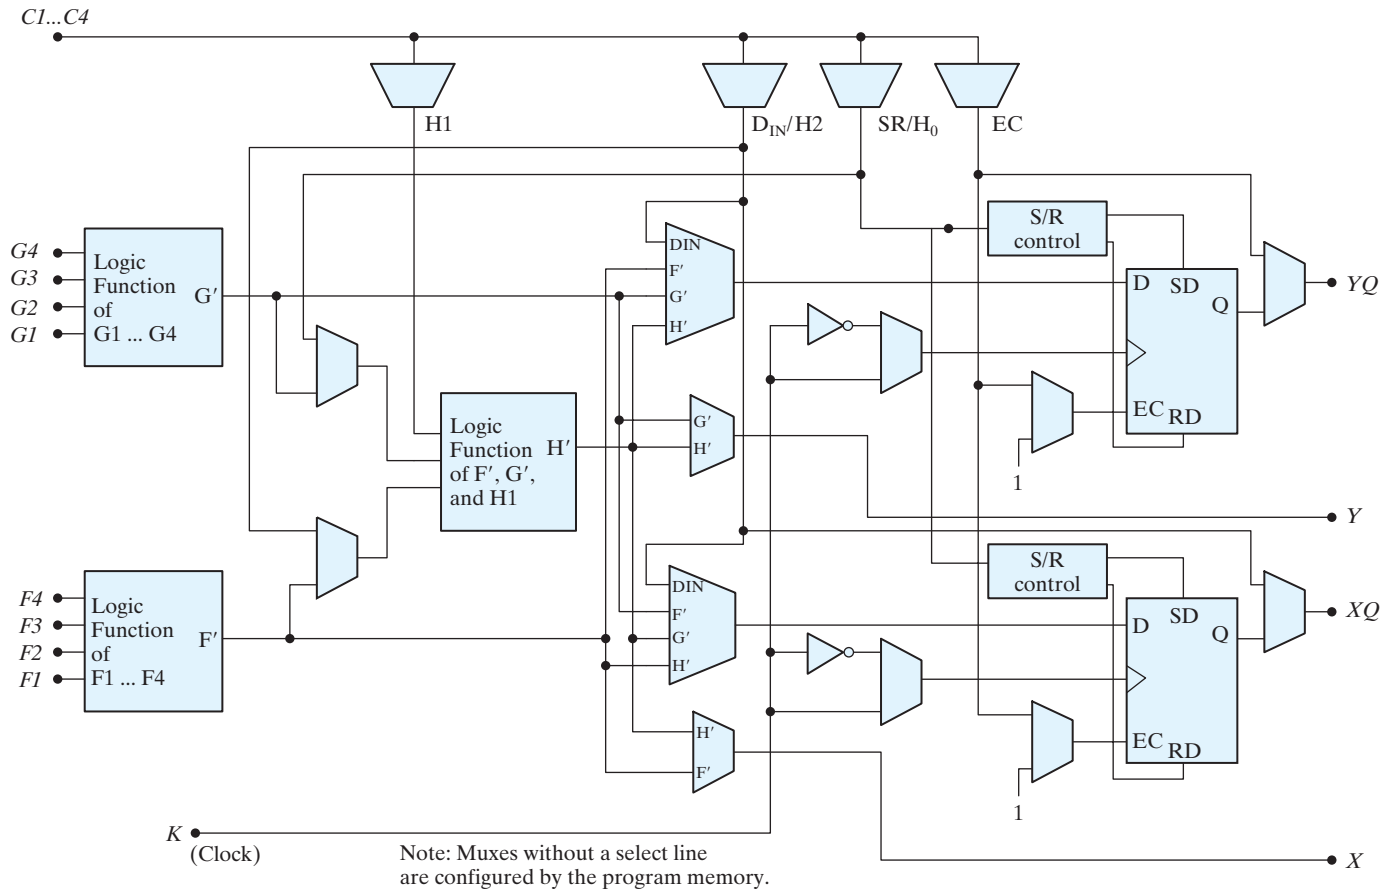 C1...C4
H1
D_IN/H2
SR/H_0
EC
G4
G3
G2
G1
Logic
Function
of
G1 ... G4
G′
DIN
F′
G′
H′
S/R
control
D
SD
Q
EC
RD
1
YQ
Logic
Function
of F′, G′,
and H1
H′
G′
H′
Y
F4
F3
F2
F1
Logic
Function
of
F1 ... F4
F′
DIN
F′
G′
H′
S/R
control
D
SD
Q
EC
RD
1
XQ
H′
F′
K
(Clock)
Note: Muxes without a select line
are configured by the program memory.
X